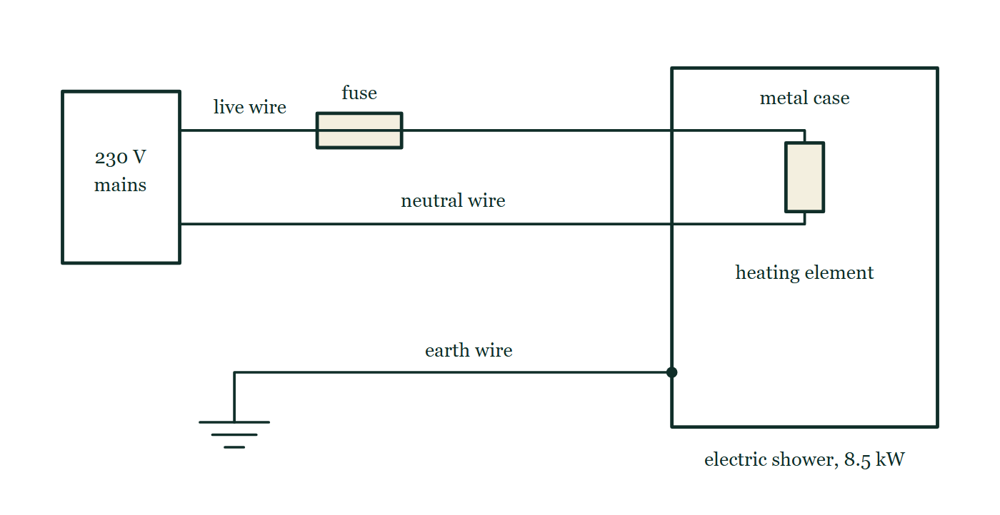 fuse
live wire
metal case
230 V
mains
neutral wire
heating element
earth wire
electric shower, 8.5 kW